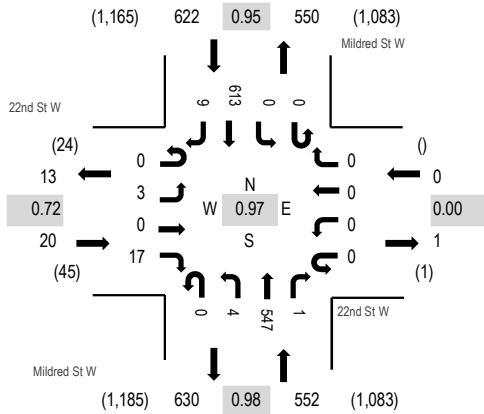 (1,165) 622 0.95 550 (1,083)
Mildred St W
9 613 0 0
22nd St W
(24) 0 0 ()
13 0
3 0
N
0.72 W 0.97 E 0.00
0 0
S
20 1
17 0
(45) (1)
0 4 547 1
22nd St W
Mildred St W
(1,185) 630 0.98 552 (1,083)